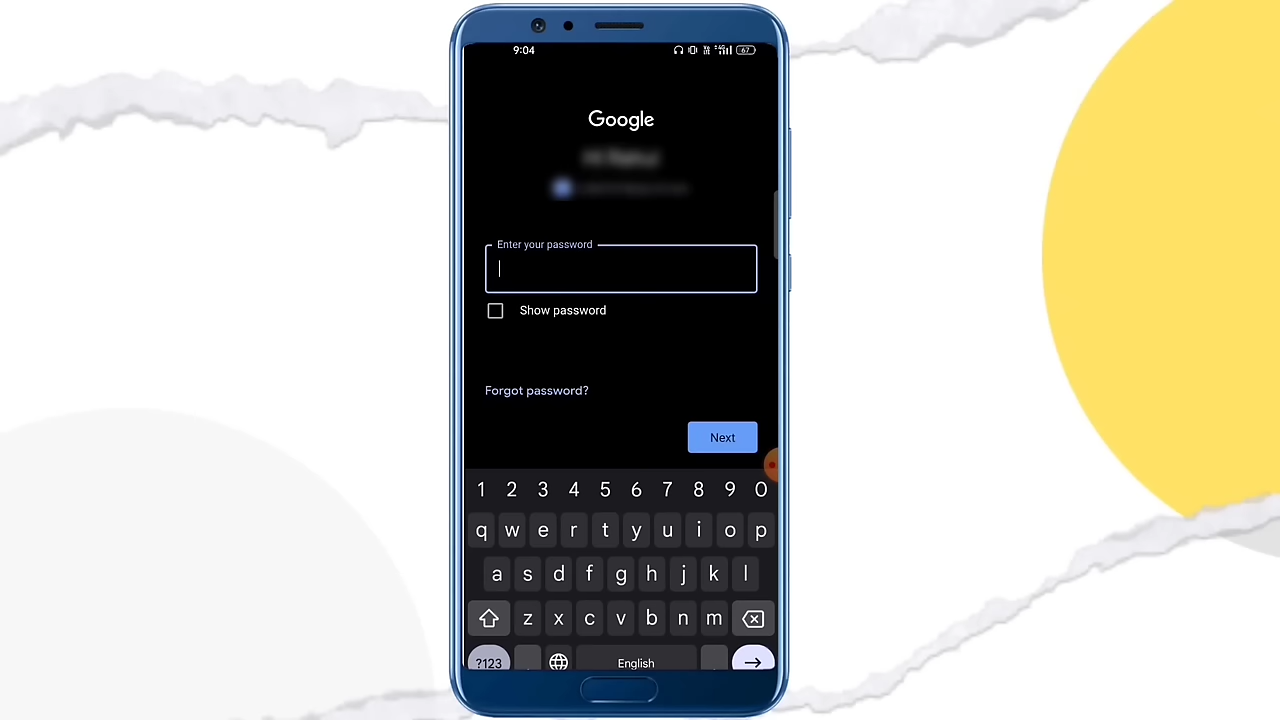 9:04
67
Google
Enter your password
Show password
Forgot password?
Next
1 2 3 4 5 6 7 8 9 0
q w e r t y u i o p
a s d f g h j k l
z x c v b n m
?123 , English .